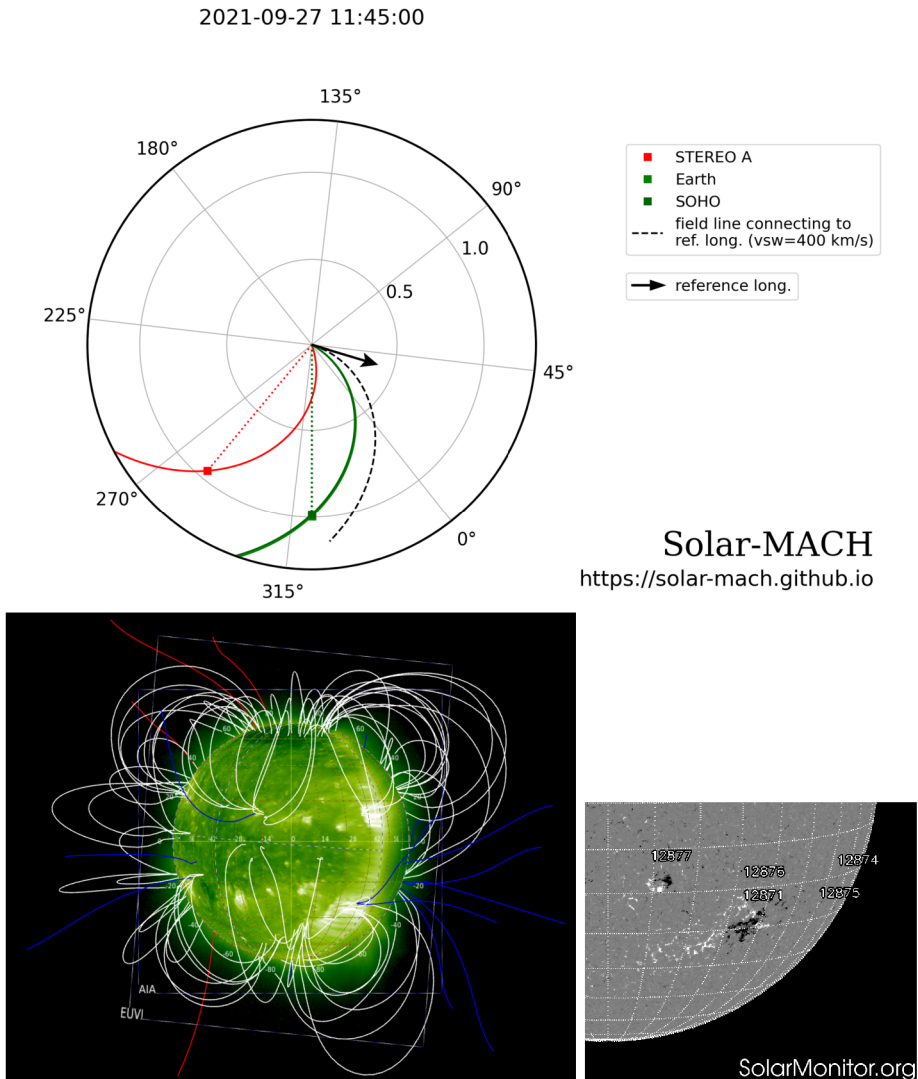 2021-09-27 11:45:00
135°
180°
90°
1.0
0.5
225°
45°
270°
0°
315°
STEREO A
Earth
SOHO
field line connecting to
ref. long. (vsw=400 km/s)
reference long.
Solar-MACH
https://solar-mach.github.io
AIA
EUVI
12877
12876
12874
12871
12875
SolarMonitor.org